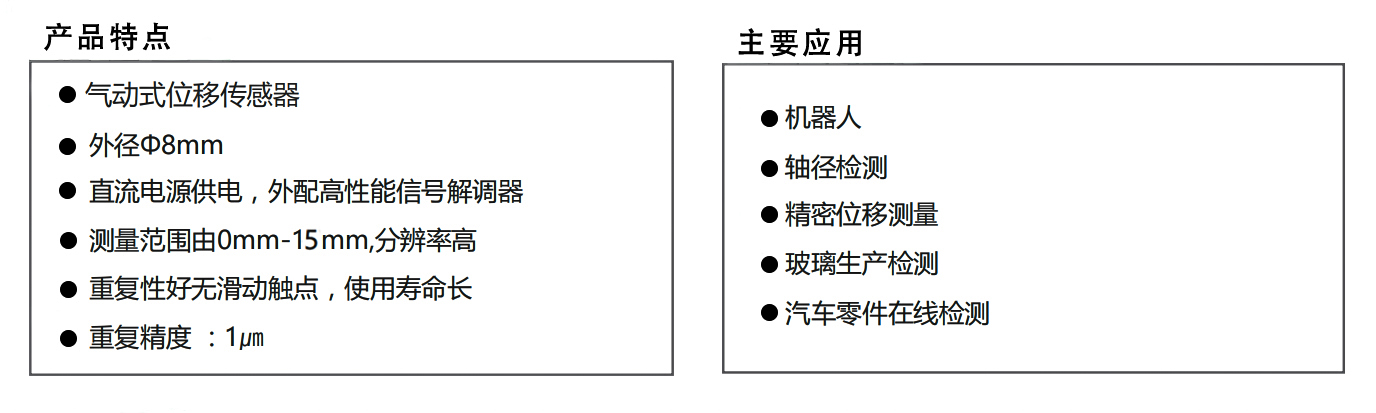 产品特点
● 气动式位移传感器
● 外径Φ8mm
● 直流电源供电，外配高性能信号解调器
● 测量范围由0mm-15mm,分辨率高
● 重复性好无滑动触点，使用寿命长
● 重复精度 ：1㎛
主要应用
● 机器人
● 轴径检测
● 精密位移测量
● 玻璃生产检测
● 汽车零件在线检测